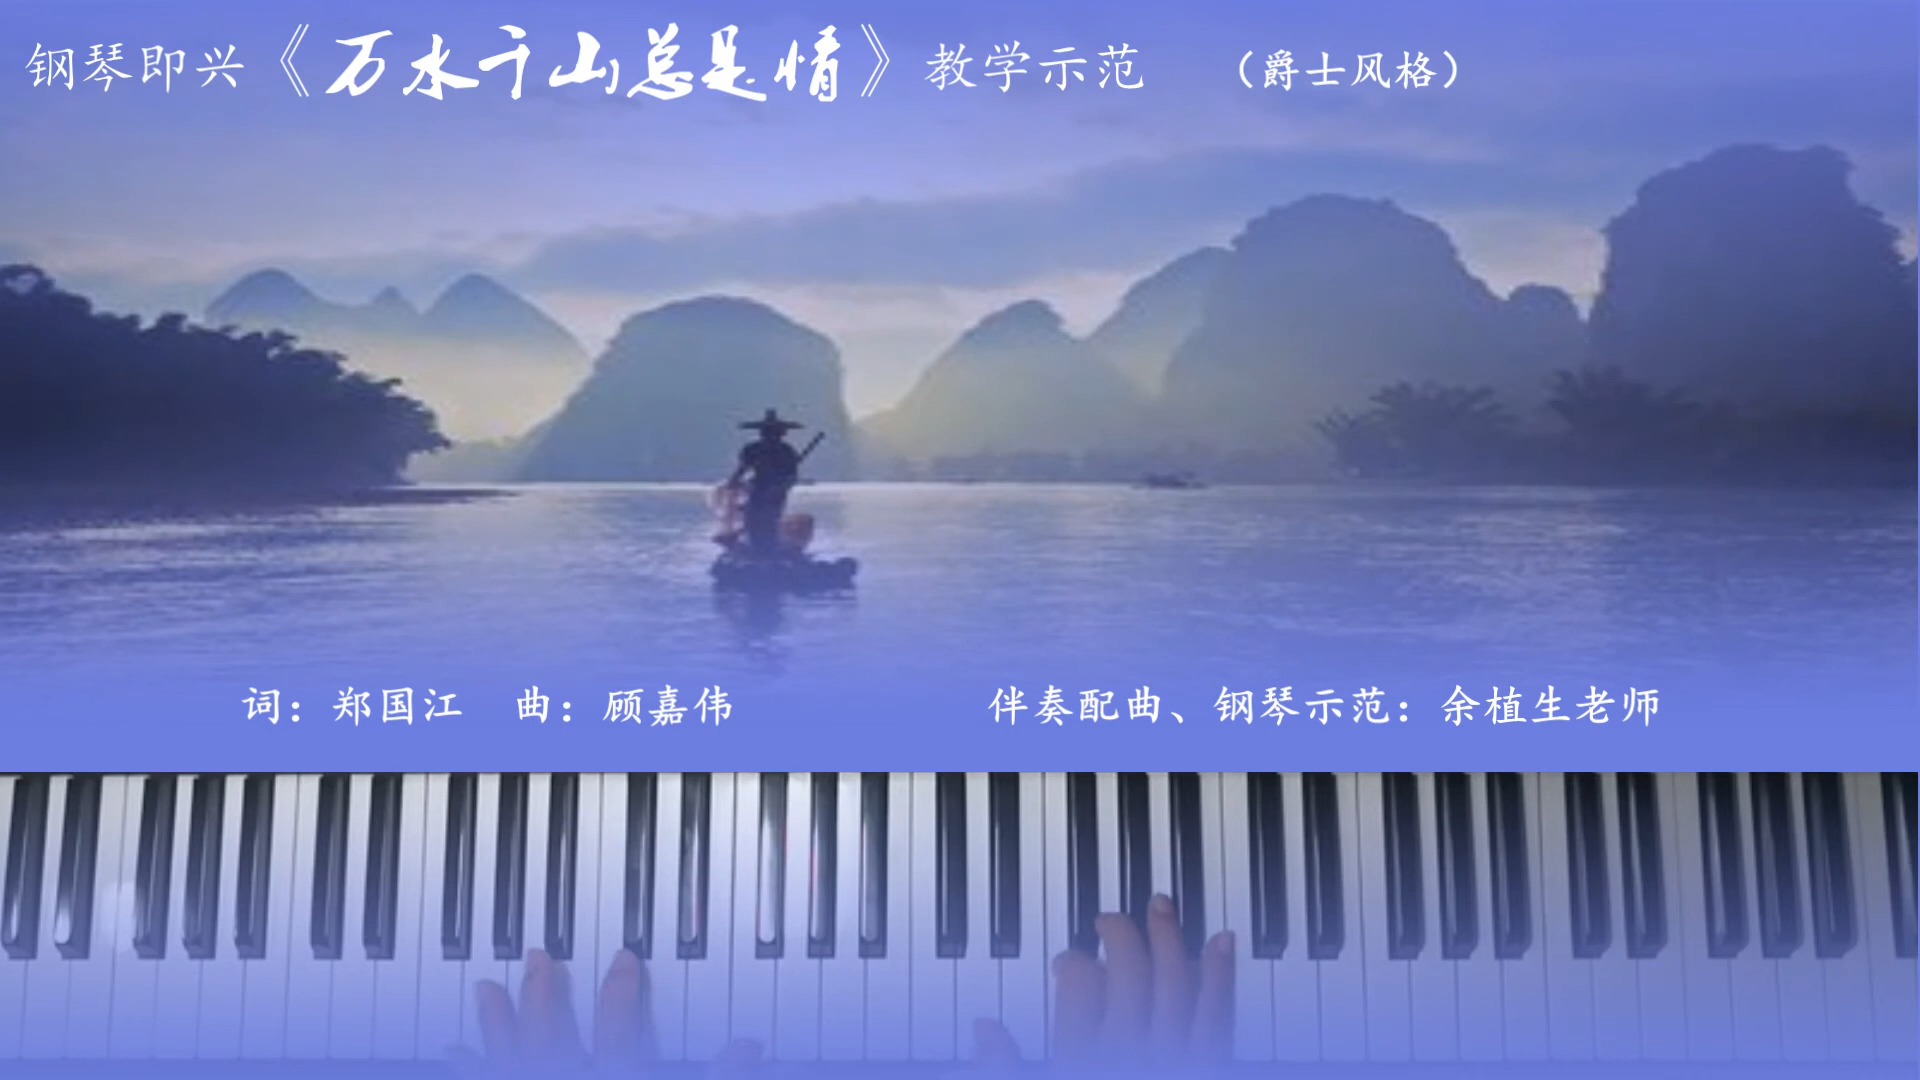 钢琴即兴《万水千山总是情》教学示范 （爵士风格）
词：郑国江 曲：顾嘉伟 伴奏配曲、钢琴示范：余植生老师